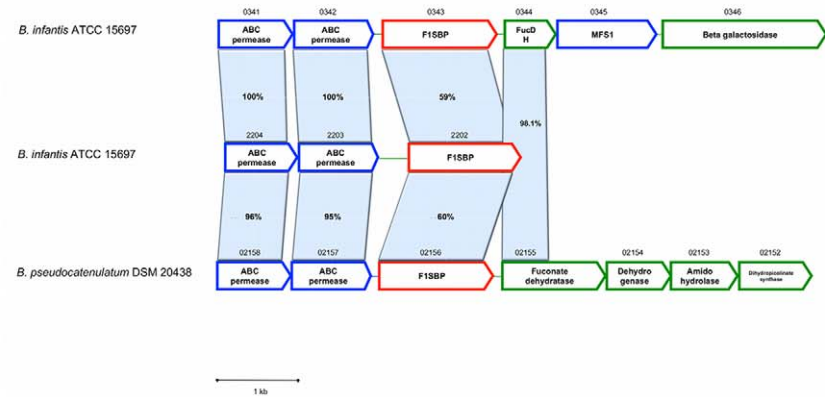 0341 0342 0343 0344 0345 0346
B. infantis ATCC 15697
ABC permease
ABC permease
F1SBP
FucD H
MFS1
Beta galactosidase
100% 100% 59% 98.1%
2204 2203 2202
B. infantis ATCC 15697
ABC permease
ABC permease
F1SBP
96% 95% 60%
02158 02157 02156 02155 02154 02153 02152
B. pseudocatenulatum DSM 20438
ABC permease
ABC permease
F1SBP
Fuconate dehydratase
Dehydro genase
Amido hydrolase
synthase
1 kb